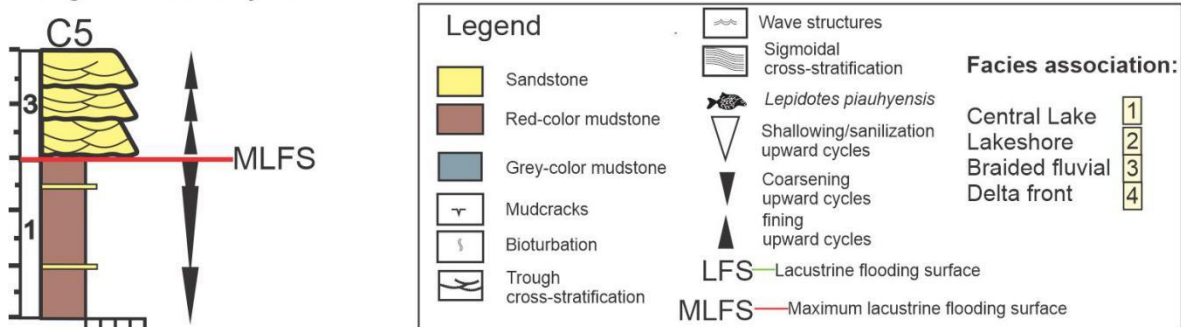 C5
3
MLFS
1
Legend
Sandstone
Red-color mudstone
Grey-color mudstone
Mudcracks
Bioturbation
Trough
cross-stratification
Wave structures
Sigmoidal
cross-stratification
Lepidotes piauhyensis
Shallowing/sanilization
upward cycles
Coarsening
upward cycles
fining
upward cycles
LFS Lacustrine flooding surface
MLFS Maximum lacustrine flooding surface
Facies association:
Central Lake 1
Lakeshore 2
Braided fluvial 3
Delta front 4